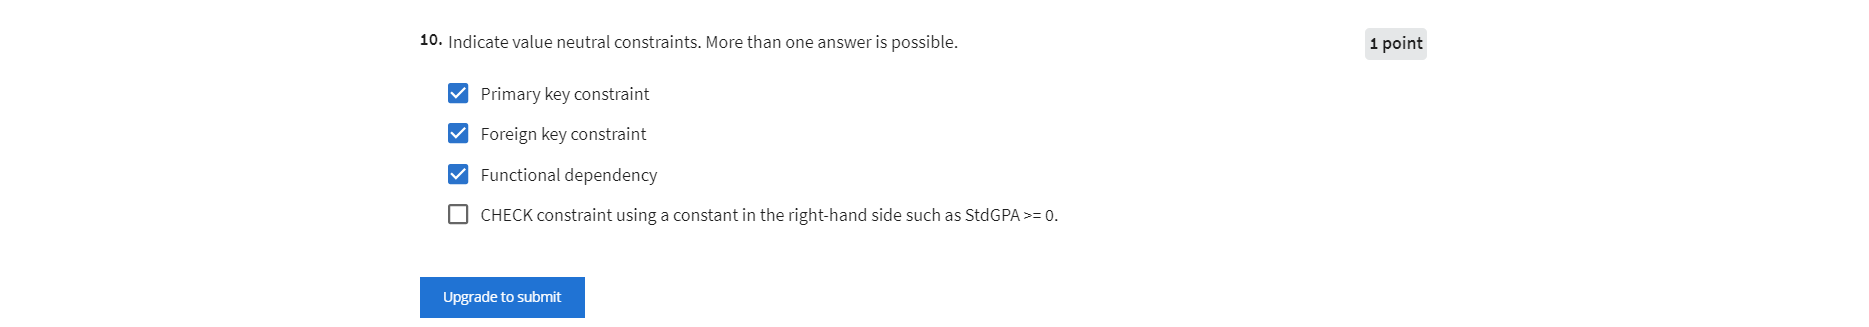 10. Indicate value neutral constraints. More than one answer is possible.
1 point
Primary key constraint
Foreign key constraint
Functional dependency
CHECK constraint using a constant in the right-hand side such as StdGPA >= 0.
Upgrade to submit